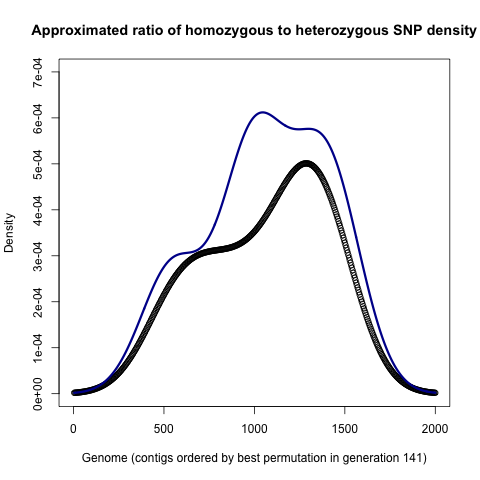 Approximated ratio of homozygous to heterozygous SNP density
7e-04
6e-04
5e-04
4e-04
3e-04
2e-04
1e-04
0e+00
Density
0 500 1000 1500 2000
Genome (contigs ordered by best permutation in generation 141)